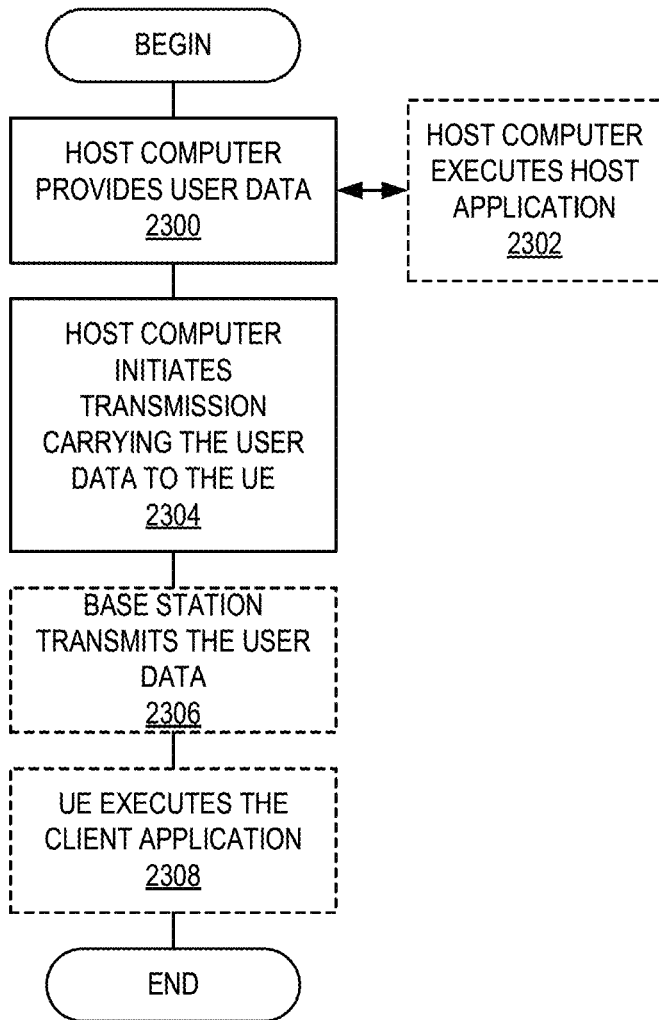 BEGIN
HOST COMPUTER
PROVIDES USER DATA
2300
HOST COMPUTER
EXECUTES HOST
APPLICATION
2302
HOST COMPUTER
INITIATES
TRANSMISSION
CARRYING THE USER
DATA TO THE UE
2304
BASE STATION
TRANSMITS THE USER
DATA
2306
UE EXECUTES THE
CLIENT APPLICATION
2308
END